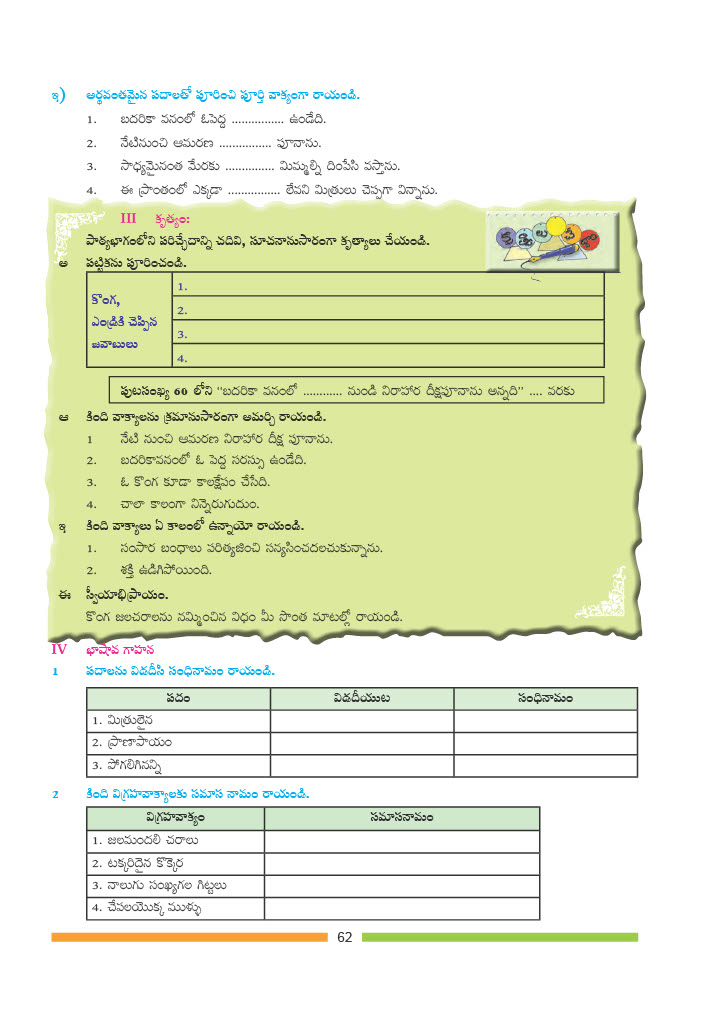 ఇ) అర్థవంతమైన పదాలతో పూరించి పూర్తి వాక్యంగా రాయండి.
1. బదరికా వనంలో ఓపెద్ద ................ ఉండేది.
2. నేటినుంచి ఆమరణ ................ పూనాను.
3. సాధ్యమైనంత మేరకు ............... మిమ్మల్ని దింపేసి వస్తాను.
4. ఈ ప్రాంతంలో ఎక్కడా ................ లేవని మిత్రులు చెప్పగా విన్నాను.
III కృత్యం:
పాఠ్యభాగంలోని పరిచ్ఛేదాన్ని చదివి, సూచనానుసారంగా కృత్యాలు చేయండి.
అ పట్టికను పూరించండి.
కొంగ,
ఎండ్రికి చెప్పిన
జవాబులు
1.
2.
3.
4.
పుటసంఖ్య 60 లోని “బదరికా వనంలో ............ నుండి నిరాహార దీక్షపూనాను అన్నది” .... వరకు
ఆ కింది వాక్యాలను క్రమానుసారంగా ఆమర్చి రాయండి.
1 నేటి నుంచి ఆమరణ నిరాహార దీక్ష పూనాను.
2. బదరికావనంలో ఓ పెద్ద సరస్సు ఉండేది.
3. ఓ కొంగ కూడా కాలక్షేపం చేసేది.
4. చాలా కాలంగా నిన్నెరుగుదుం.
ఇ కింది వాక్యాలు ఏ కాలంలో ఉన్నాయో రాయండి.
1. సంసార బంధాలు పరిత్యజించి సన్యసించదలచుకున్నాను.
2. శక్తి ఉడిగిపోయింది.
ఈ స్వీయాభిప్రాయం.
కొంగ జలచరాలను నమ్మించిన విధం మీ సొంత మాటల్లో రాయండి.
IV భాషావ గాహన
1 పదాలను విడదీసి సంధినామం రాయండి.
పదం విడదీయుట సంధినామం
1. మిత్రులైన
2. ప్రాణాపాయం
3. పోగలిగినన్ని
2 కింది విగ్రహవాక్యాలకు సమాస నామం రాయండి.
విగ్రహవాక్యం సమాసనామం
1. జలమందలి చరాలు
2. టక్కరిదైన కొక్కెర
3. నాలుగు సంఖ్యగల గిట్టలు
4. చేపలయొక్క ముళ్ళు
62